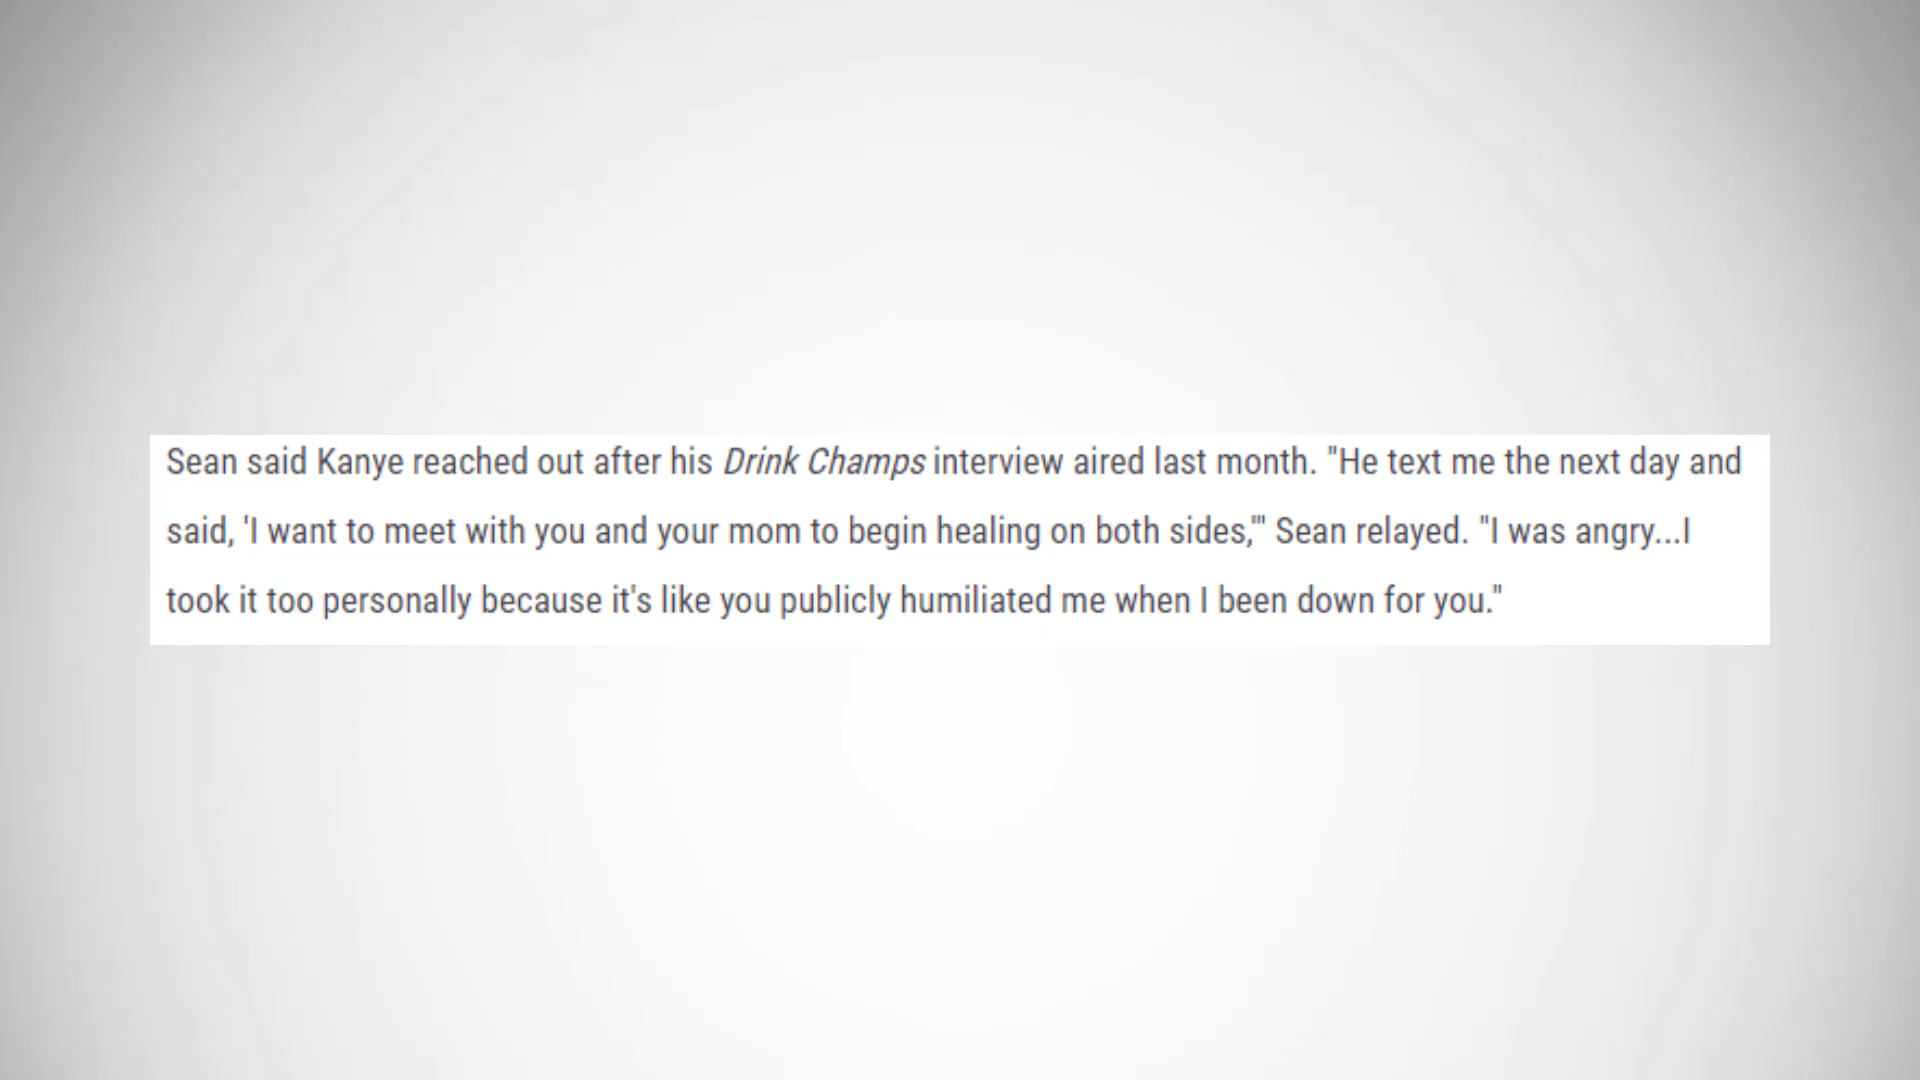 Sean said Kanye reached out after his Drink Champs interview aired last month. "He text me the next day and
said, 'I want to meet with you and your mom to begin healing on both sides,'" Sean relayed. "I was angry...I
took it too personally because it's like you publicly humiliated me when I been down for you."